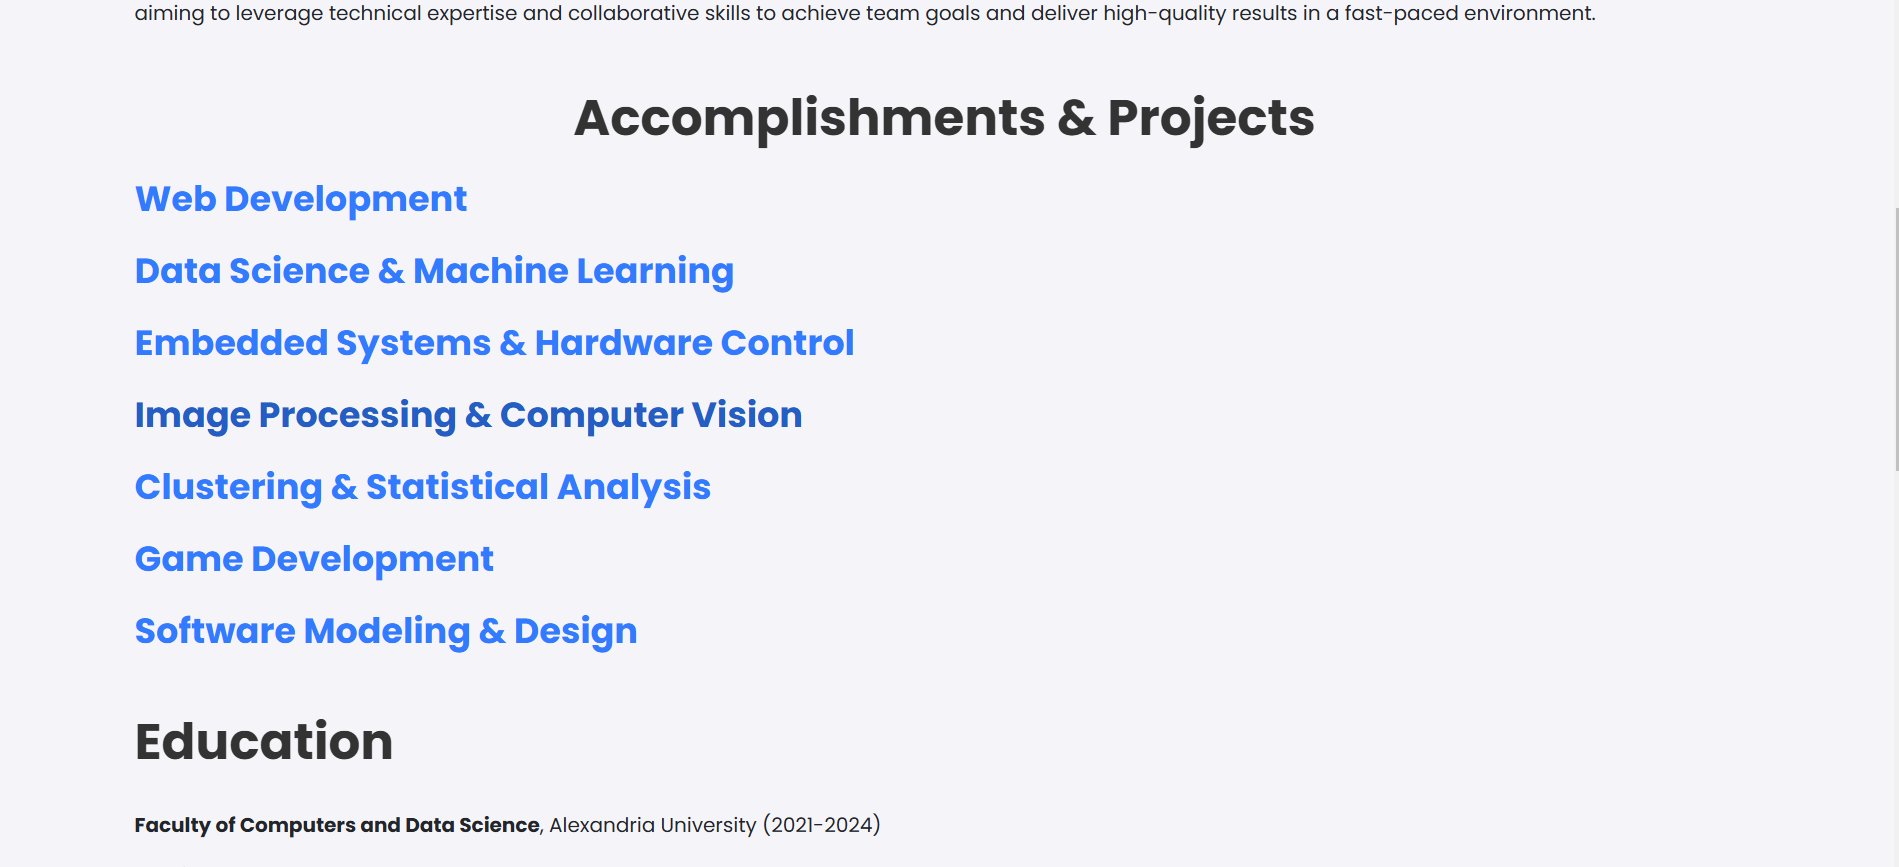 aiming to leverage technical expertise and collaborative skills to achieve team goals and deliver high-quality results in a fast-paced environment.
Accomplishments & Projects
Web Development
Data Science & Machine Learning
Embedded Systems & Hardware Control
Image Processing & Computer Vision
Clustering & Statistical Analysis
Game Development
Software Modeling & Design
Education
Faculty of Computers and Data Science, Alexandria University (2021-2024)